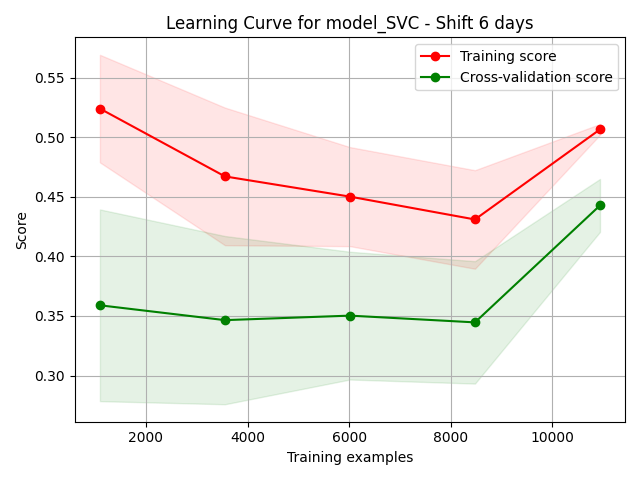 Learning Curve for model_SVC - Shift 6 days
Training score
Cross-validation score
0.55
0.50
0.45
0.40
0.35
0.30
Score
2000
4000
6000
8000
10000
Training examples